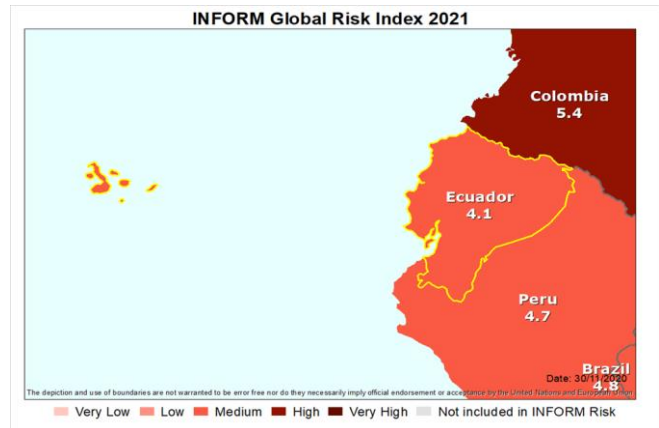 INFORM Global Risk Index 2021
Colombia
5.4
Ecuador
4.1
Peru
4.7
Brazil
4.8
Date: 30/11/2020
The depiction and use of boundaries are not warranted to be error free nor do they necessarily imply official endorsement or acceptance by the United Nations and European Union
Very Low Low Medium High Very High Not included in INFORM Risk